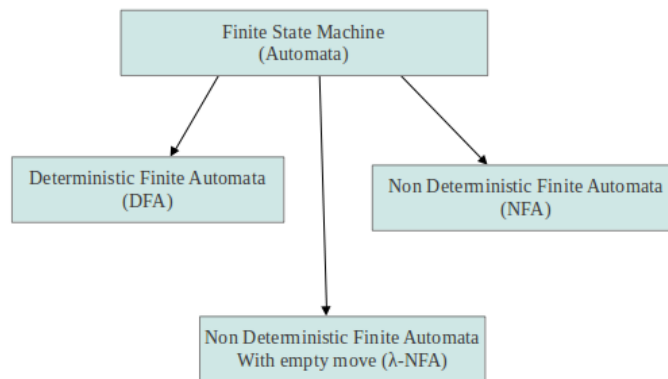 Finite State Machine
(Automata)
Deterministic Finite Automata
(DFA)
Non Deterministic Finite Automata
(NFA)
Non Deterministic Finite Automata
With empty move (λ-NFA)